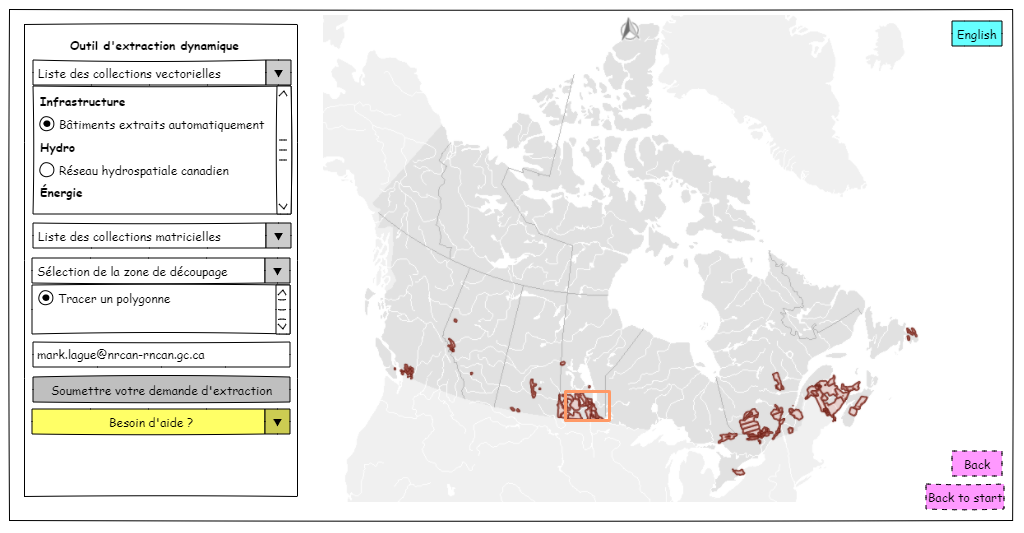 Outil d'extraction dynamique
Liste des collections vectorielles
Infrastructure
Bâtiments extraits automatiquement
Hydro
Réseau hydrospatiale canadien
Énergie
Liste des collections matricielles
Sélection de la zone de découpage
Tracer un polygonne
mark.lague@nrcan-rncan.gc.ca
Soumettre votre demande d'extraction
Besoin d'aide ?
English
Back
Back to start